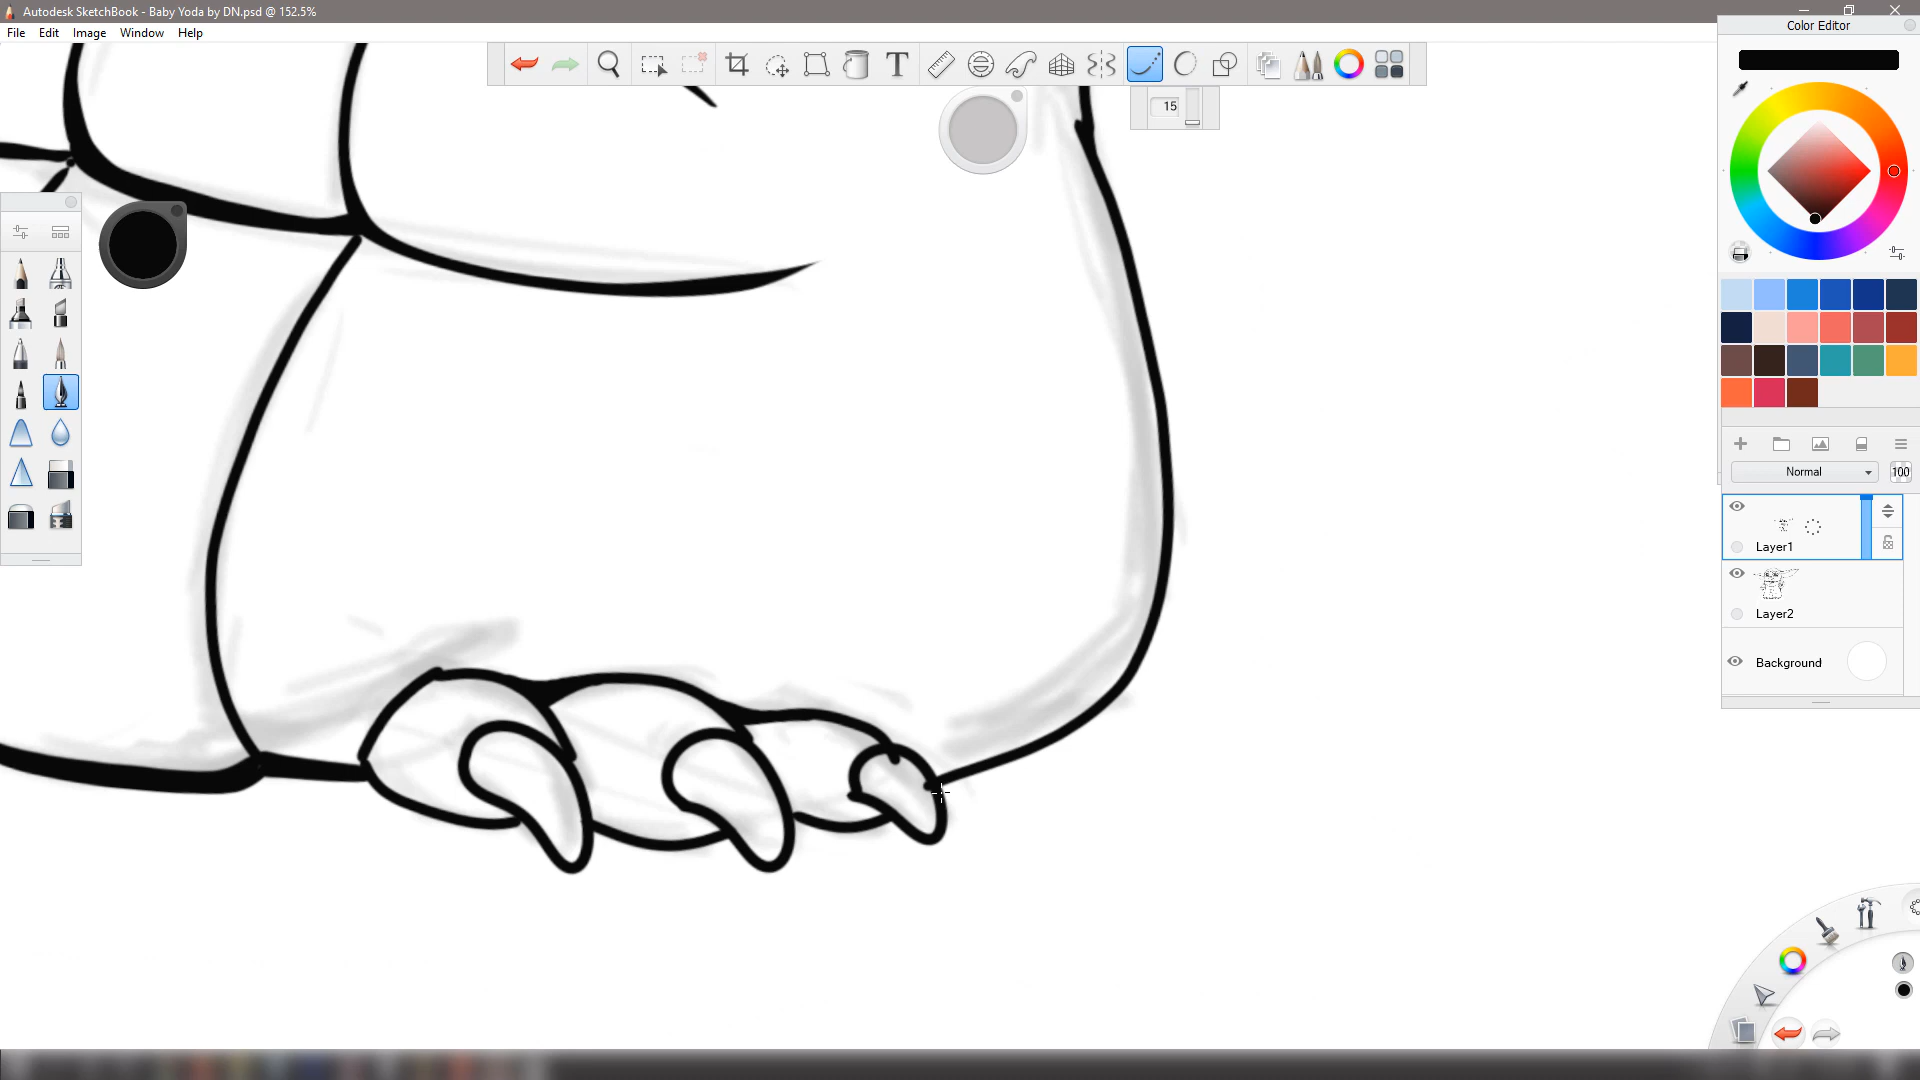 Autodesk SketchBook - Baby Yoda by DN.psd @ 152.5%
File Edit Image Window Help
Color Editor
T
15
Normal 100
Layer1
Layer2
Background